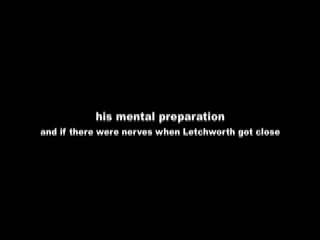 his mental preparation
and if there were nerves when Letchworth got close